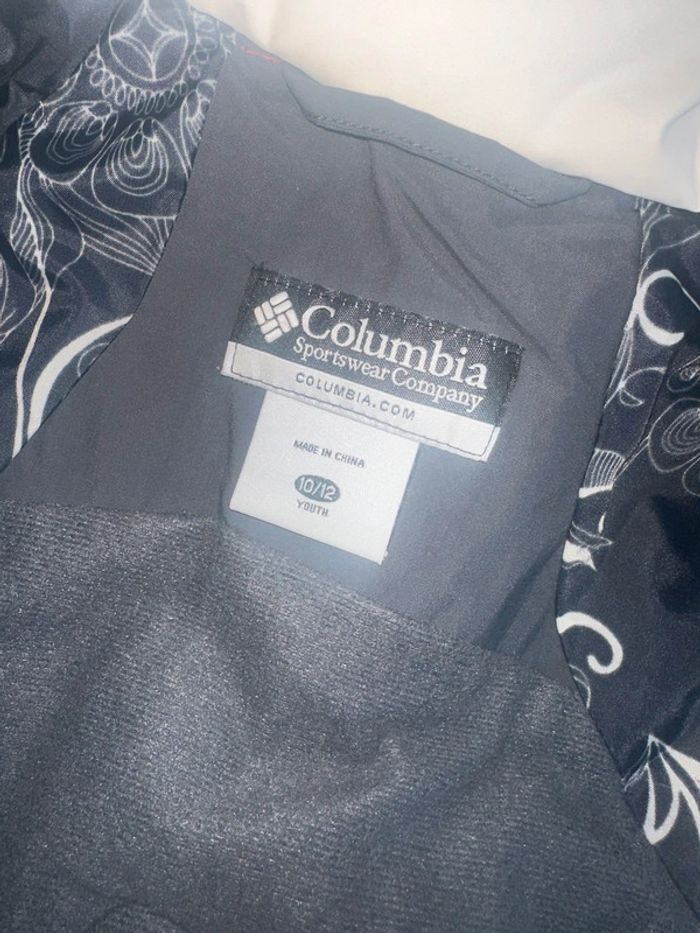 Columbia
Sportswear Company
COLUMBIA.COM
MADE IN CHINA
10/12
YOUTH